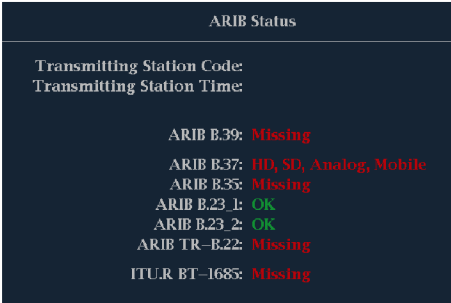 ARIB Status
Transmitting Station Code:
Transmitting Station Time:
ARIB B.39: Missing
ARIB B.37: HD, SD, Analog, Mobile
ARIB B.35: Missing
ARIB B.23_1: OK
ARIB B.23_2: OK
ARIB TR-B.22: Missing
ITU.R BT-1685: Missing